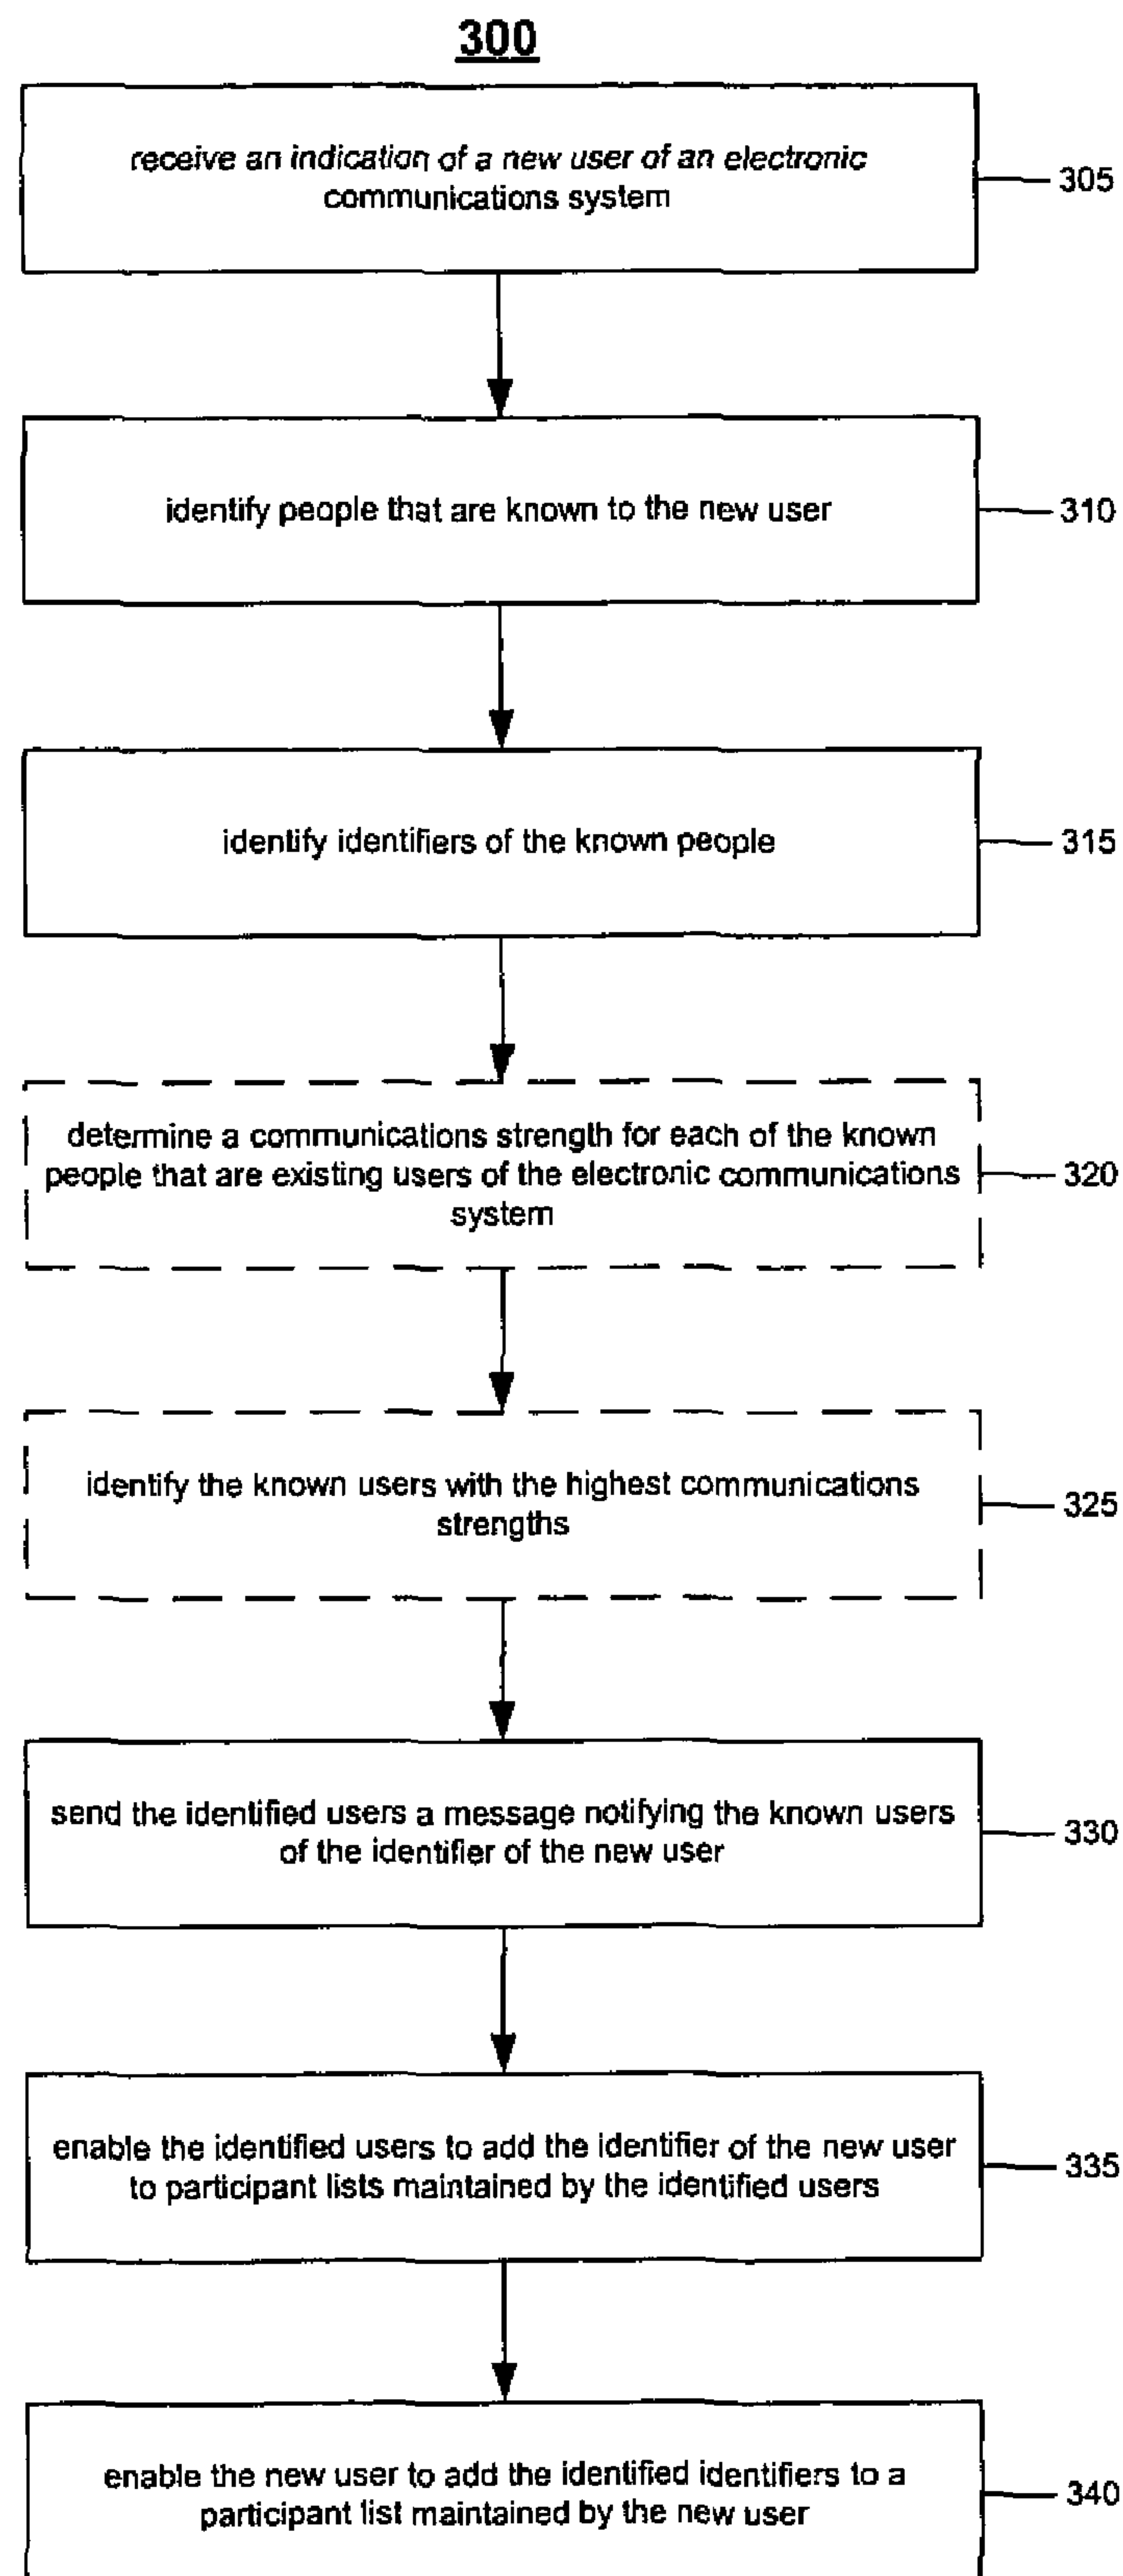 300
receive an indication of a new user of an electronic
communications system
305
identify people that are known to the new user
310
identify identifiers of the known people
315
determine a communications strength for each of the known
people that are existing users of the electronic communications
system
320
identify the known users with the highest communications
strengths
325
send the identified users a message notifying the known users
of the identifier of the new user
330
enable the identified users to add the identifier of the new user
to participant lists maintained by the identified users
335
enable the new user to add the identified identifiers to a
participant list maintained by the new user
340